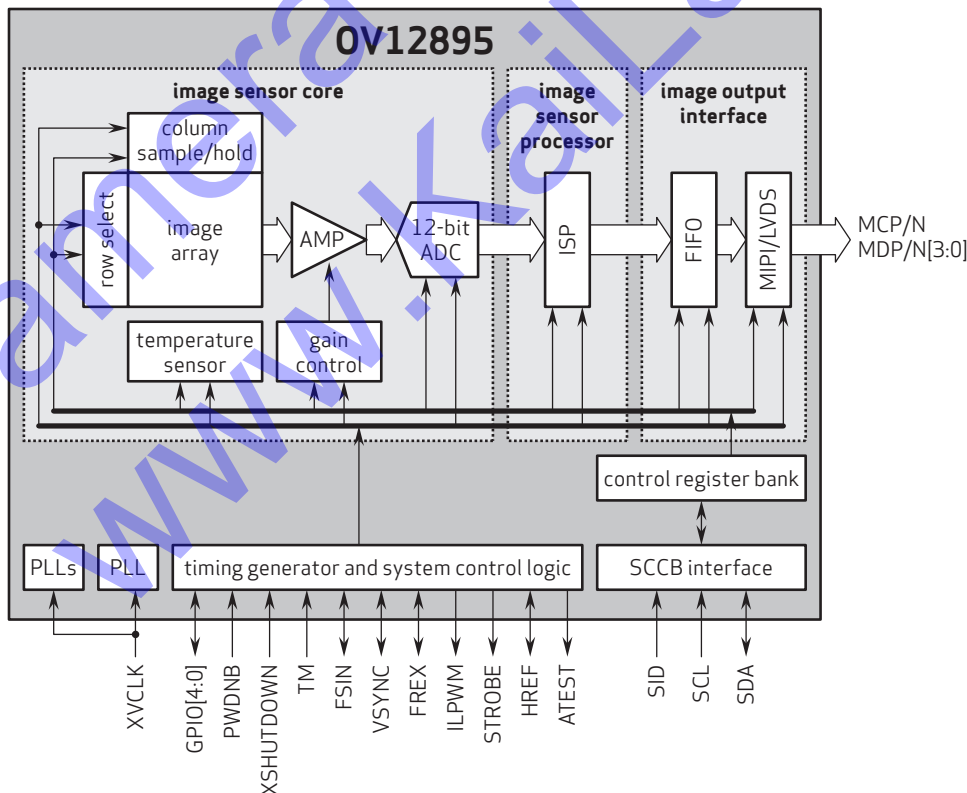 OV12895
image sensor core
image
sensor
processor
image output
interface
column
sample/hold
row select
image
array
AMP
12-bit
ADC
ISP
FIFO
MIPI/LVDS
MCP/N
MDP/N[3:0]
temperature
sensor
gain
control
control register bank
PLLs
PLL
timing generator and system control logic
SCCB interface
XVCLK
GPIO[4:0]
PWDNB
XSHUTDOWN
TM
FSIN
VSYNC
FREX
ILPWM
STROBE
HREF
ATEST
SID
SCL
SDA